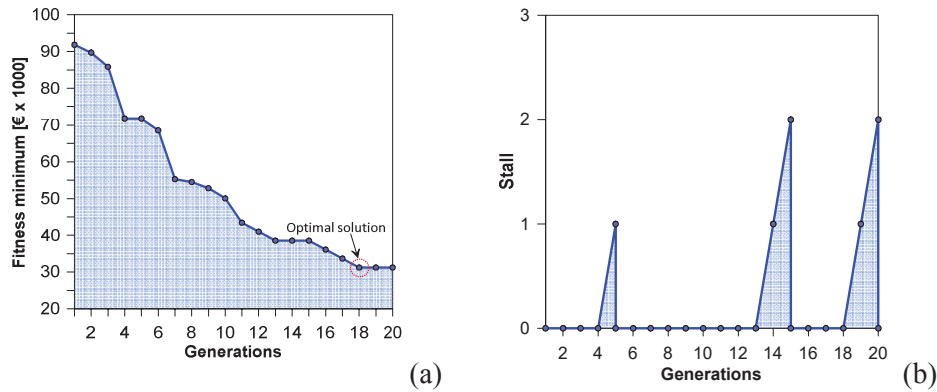 Fitness minimum [€ x 1000]
100
90
80
70
60
50
40
30
20
Optimal solution
2 4 6 8 10 12 14 16 18 20
Generations
(a)
Stall
3
2
1
0
2 4 6 8 10 12 14 16 18 20
Generations
(b)